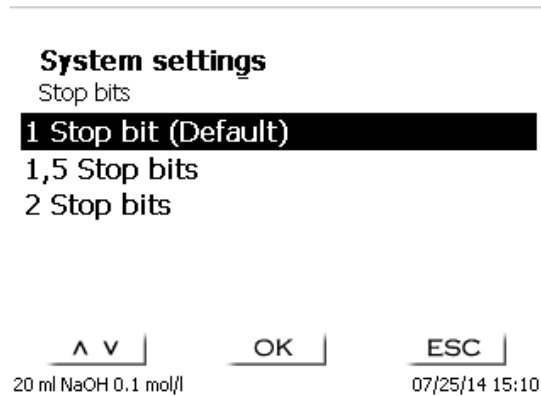 System settings
Stop bits
1 Stop bit (Default)
1,5 Stop bits
2 Stop bits
∧ ∨ OK ESC
20 ml NaOH 0.1 mol/l 07/25/14 15:10